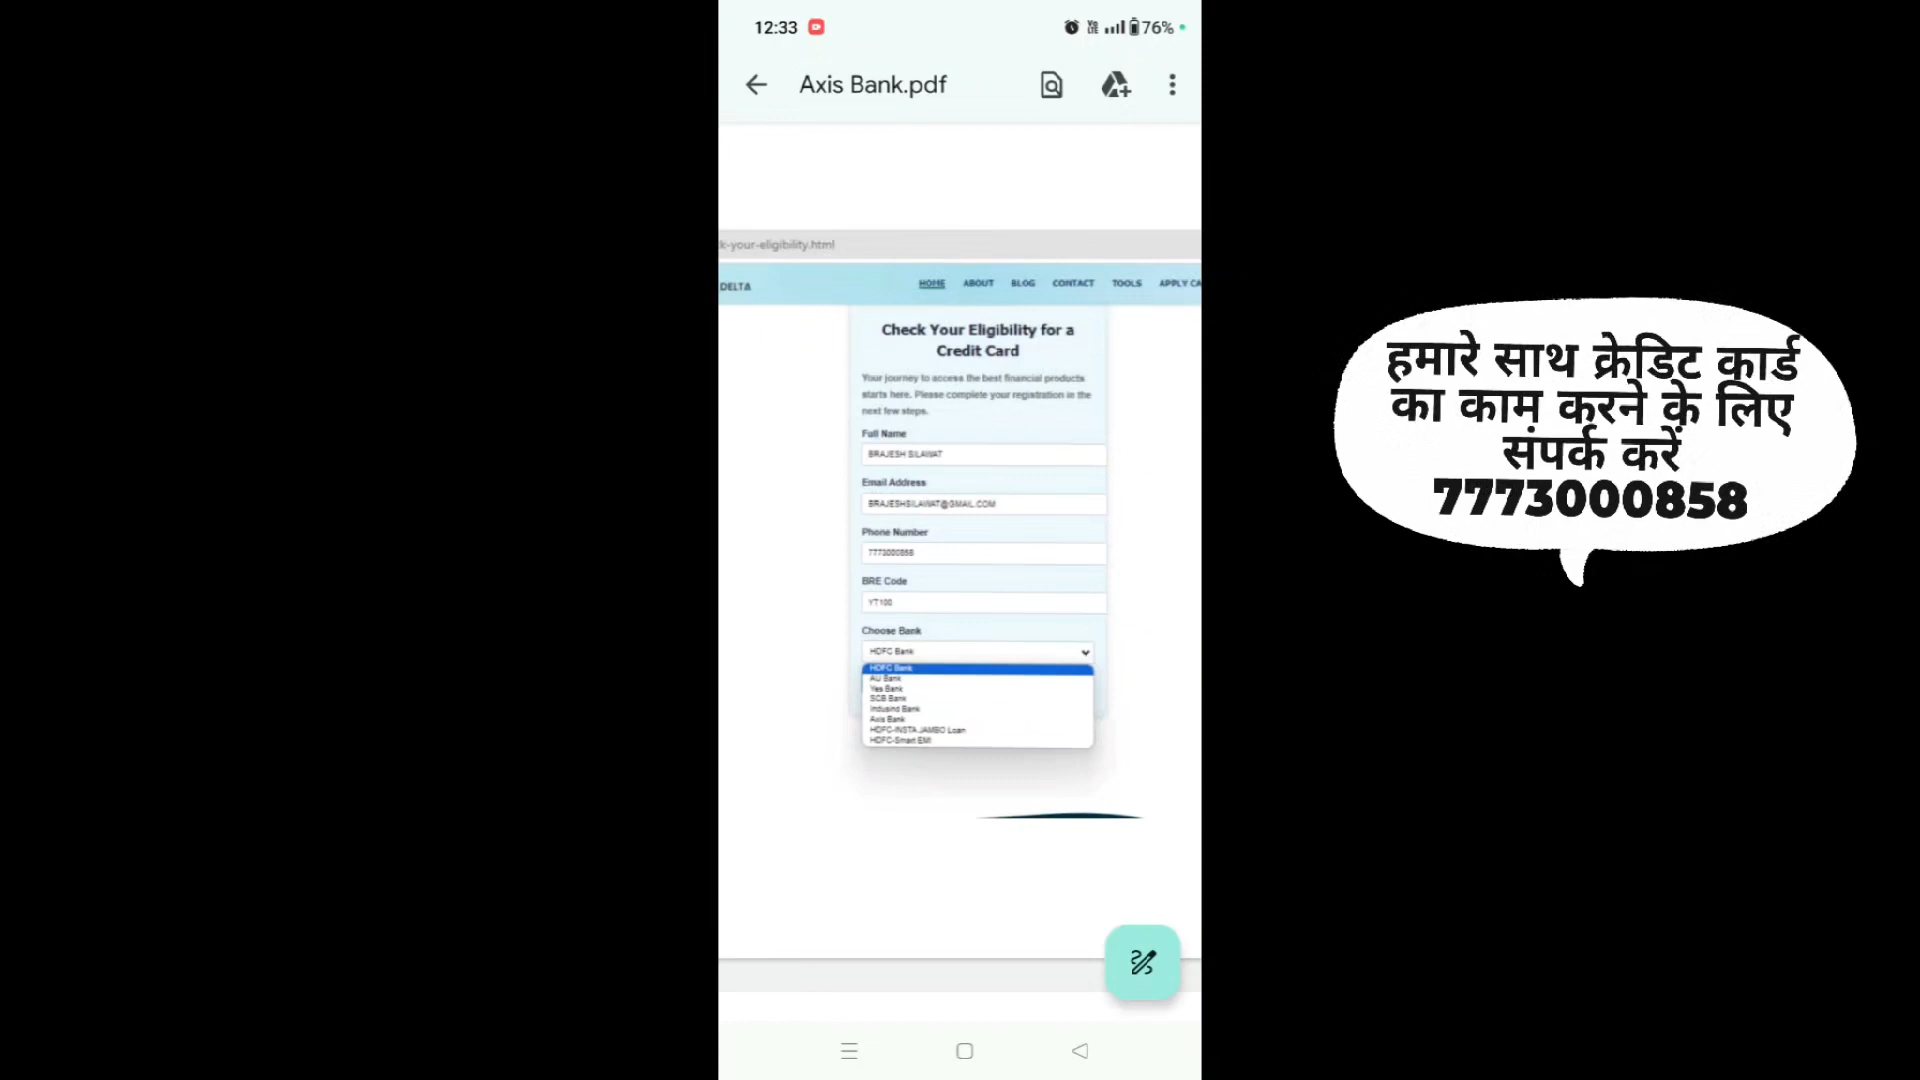 12:33
76%
Axis Bank.pdf
k-your-eligibility.html
DELTA
HOME ABOUT BLOG CONTACT TOOLS APPLY CA
Check Your Eligibility for a
Credit Card
Your journey to access the best financial products
starts here. Please complete your registration in the
next few steps.
Full Name
BRAJESH SILAWAT
Email Address
BRAJESHSILAWAT@GMAIL.COM
Phone Number
7773000858
BRE Code
YT100
Choose Bank
HDFC Bank
HDFC Bank
AU Bank
Yes Bank
SCB Bank
Indusind Bank
Axis Bank
HDFC-INSTA JAMBO Loan
HDFC-Smart EMI
हमारे साथ क्रेडिट कार्ड
का काम करने के लिए
संपर्क करें
7773000858